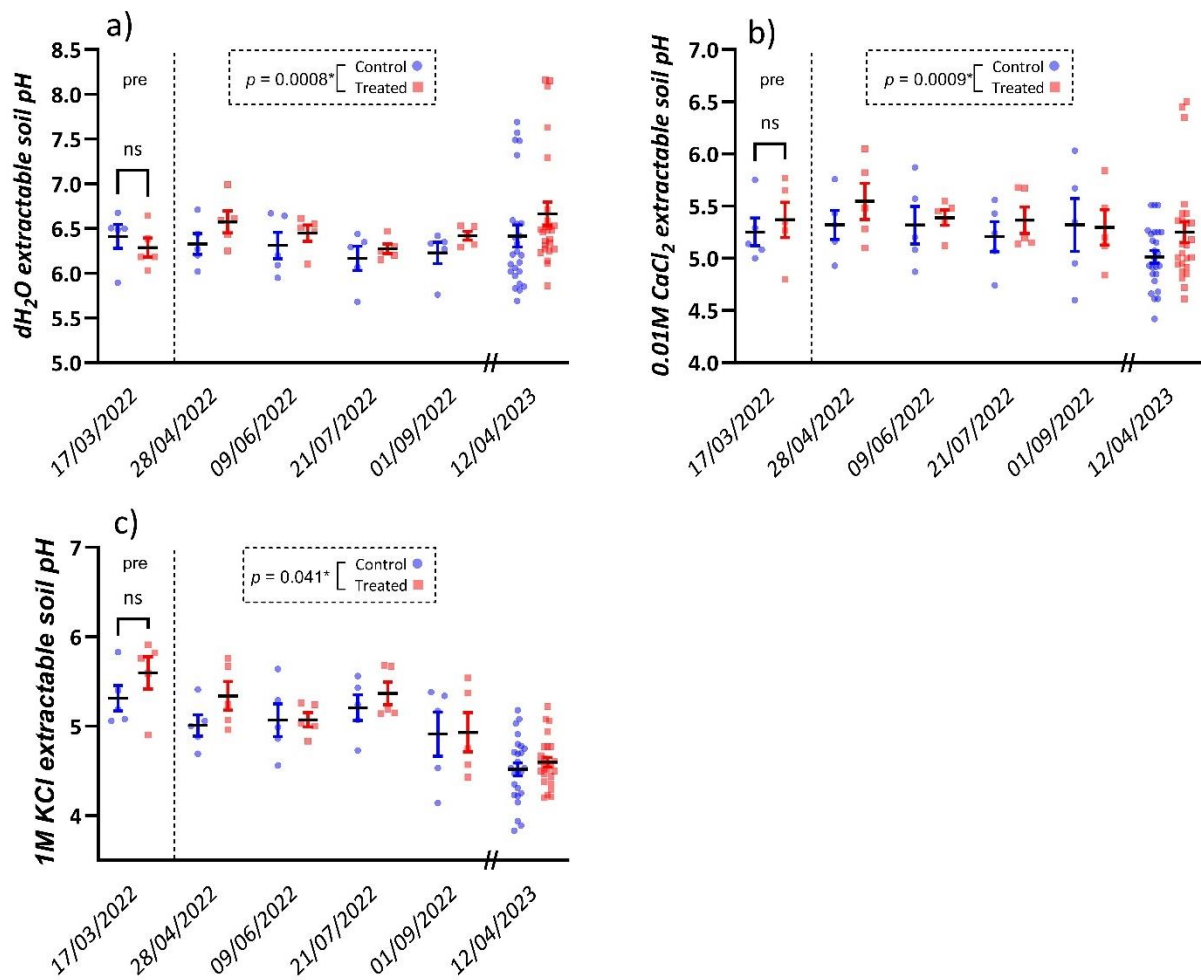 a)
dH₂O extractable soil pH
8.5
8.0
7.5
7.0
6.5
6.0
5.5
5.0
pre
ns
p = 0.0008*
Control
Treated
17/03/2022
28/04/2022
09/06/2022
21/07/2022
01/09/2022
12/04/2023
b)
0.01M CaCl₂ extractable soil pH
7.0
6.5
6.0
5.5
5.0
4.5
4.0
pre
ns
p = 0.0009*
Control
Treated
17/03/2022
28/04/2022
09/06/2022
21/07/2022
01/09/2022
12/04/2023
c)
1M KCl extractable soil pH
7
6
5
4
pre
ns
p = 0.041*
Control
Treated
17/03/2022
28/04/2022
09/06/2022
21/07/2022
01/09/2022
12/04/2023